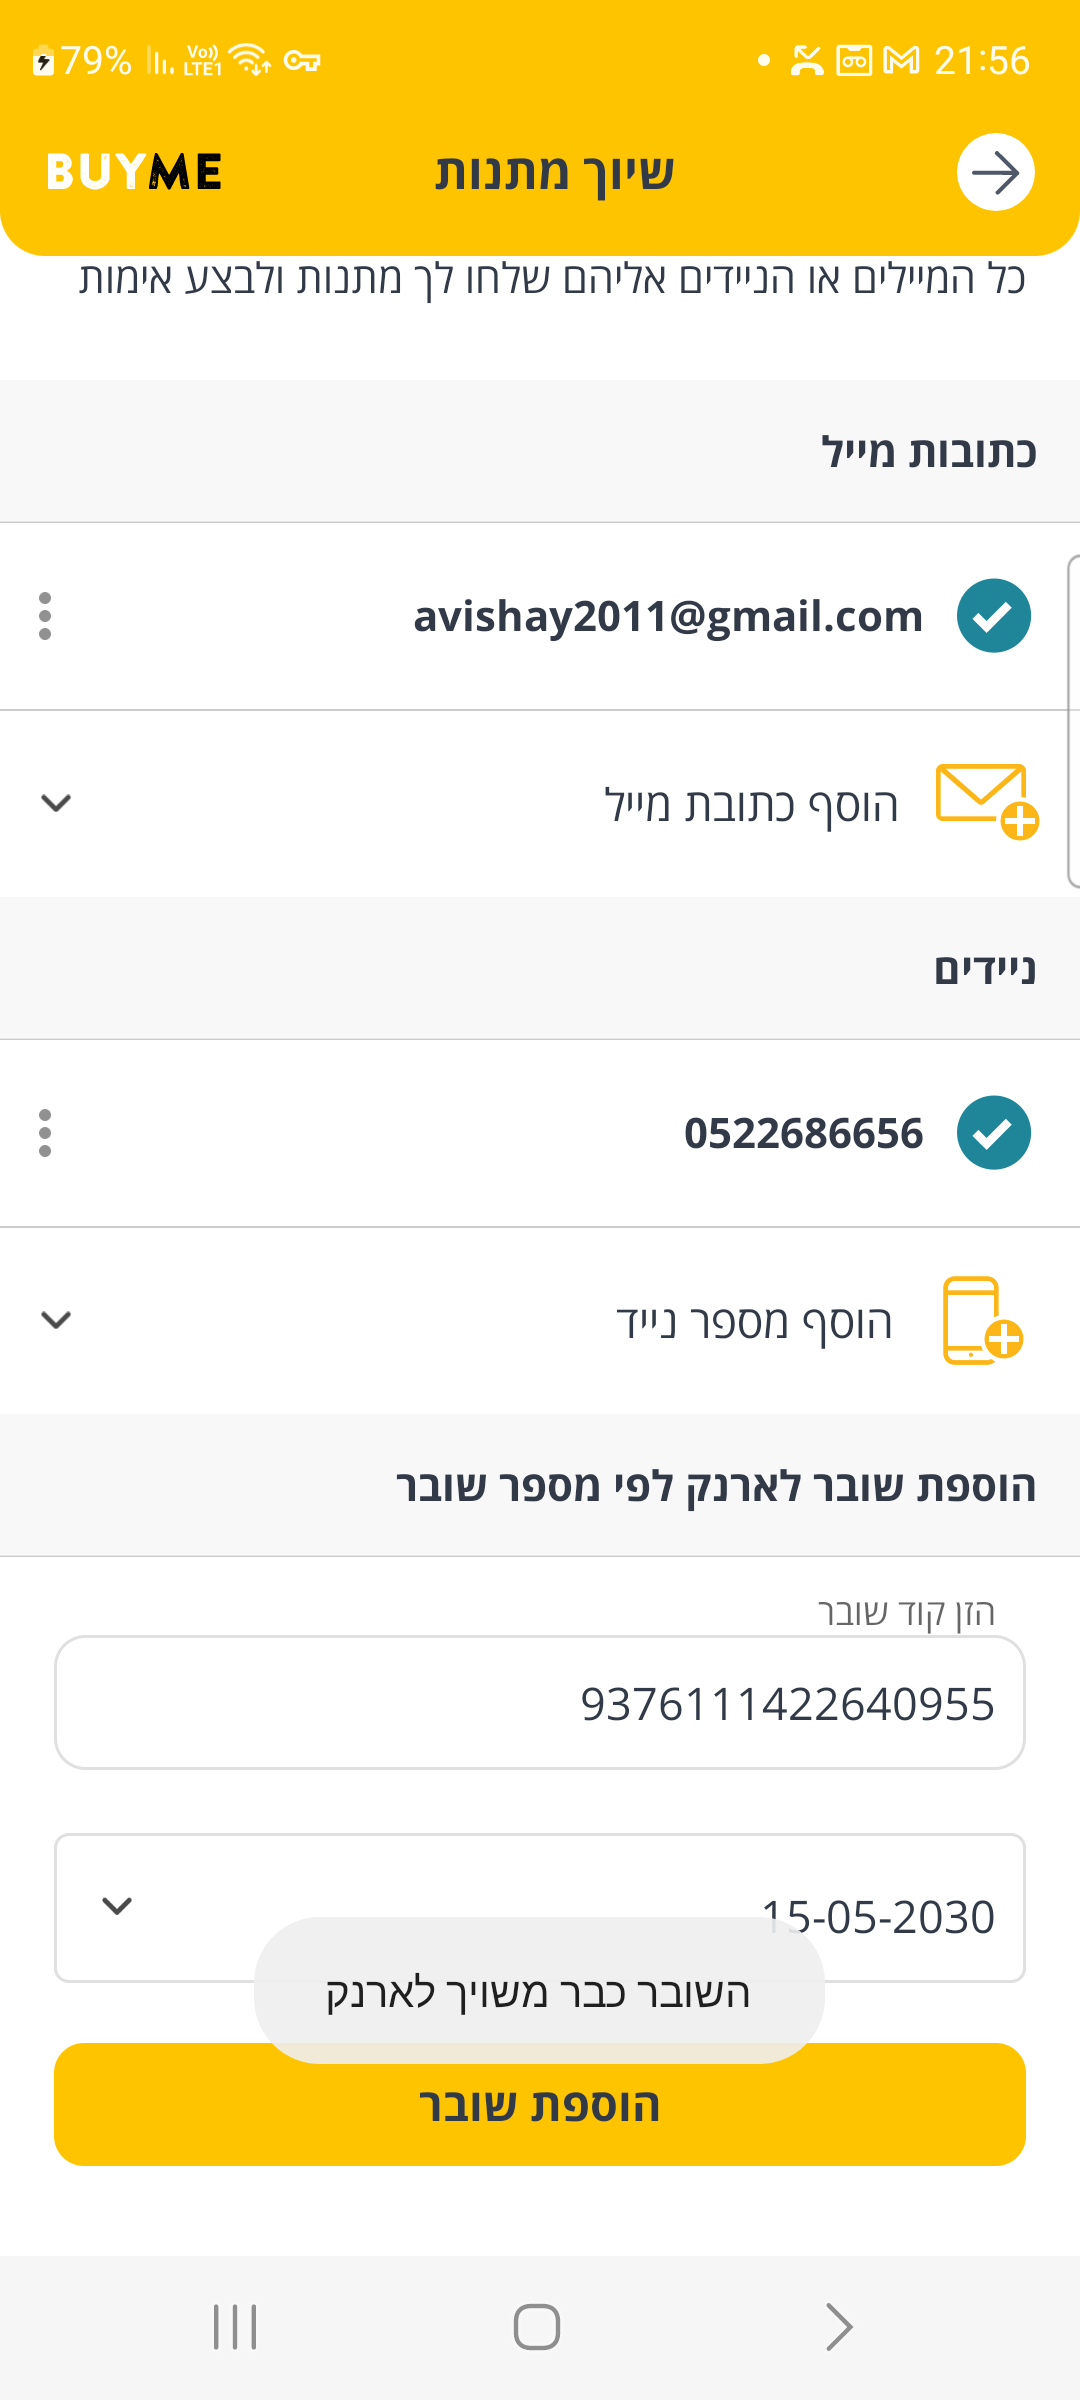 79% Vo)) LTE1 21:56
BUYME שיוך מתנות
כל המיילים או הניידים אליהם שלחו לך מתנות ולבצע אימות
כתובות מייל
avishay2011@gmail.com
הוסף כתובת מייל
ניידים
0522686656
הוסף מספר נייד
הוספת שובר לארנק לפי מספר שובר
הזן קוד שובר
9376111422640955
15-05-2030
השובר כבר משויך לארנק
הוספת שובר